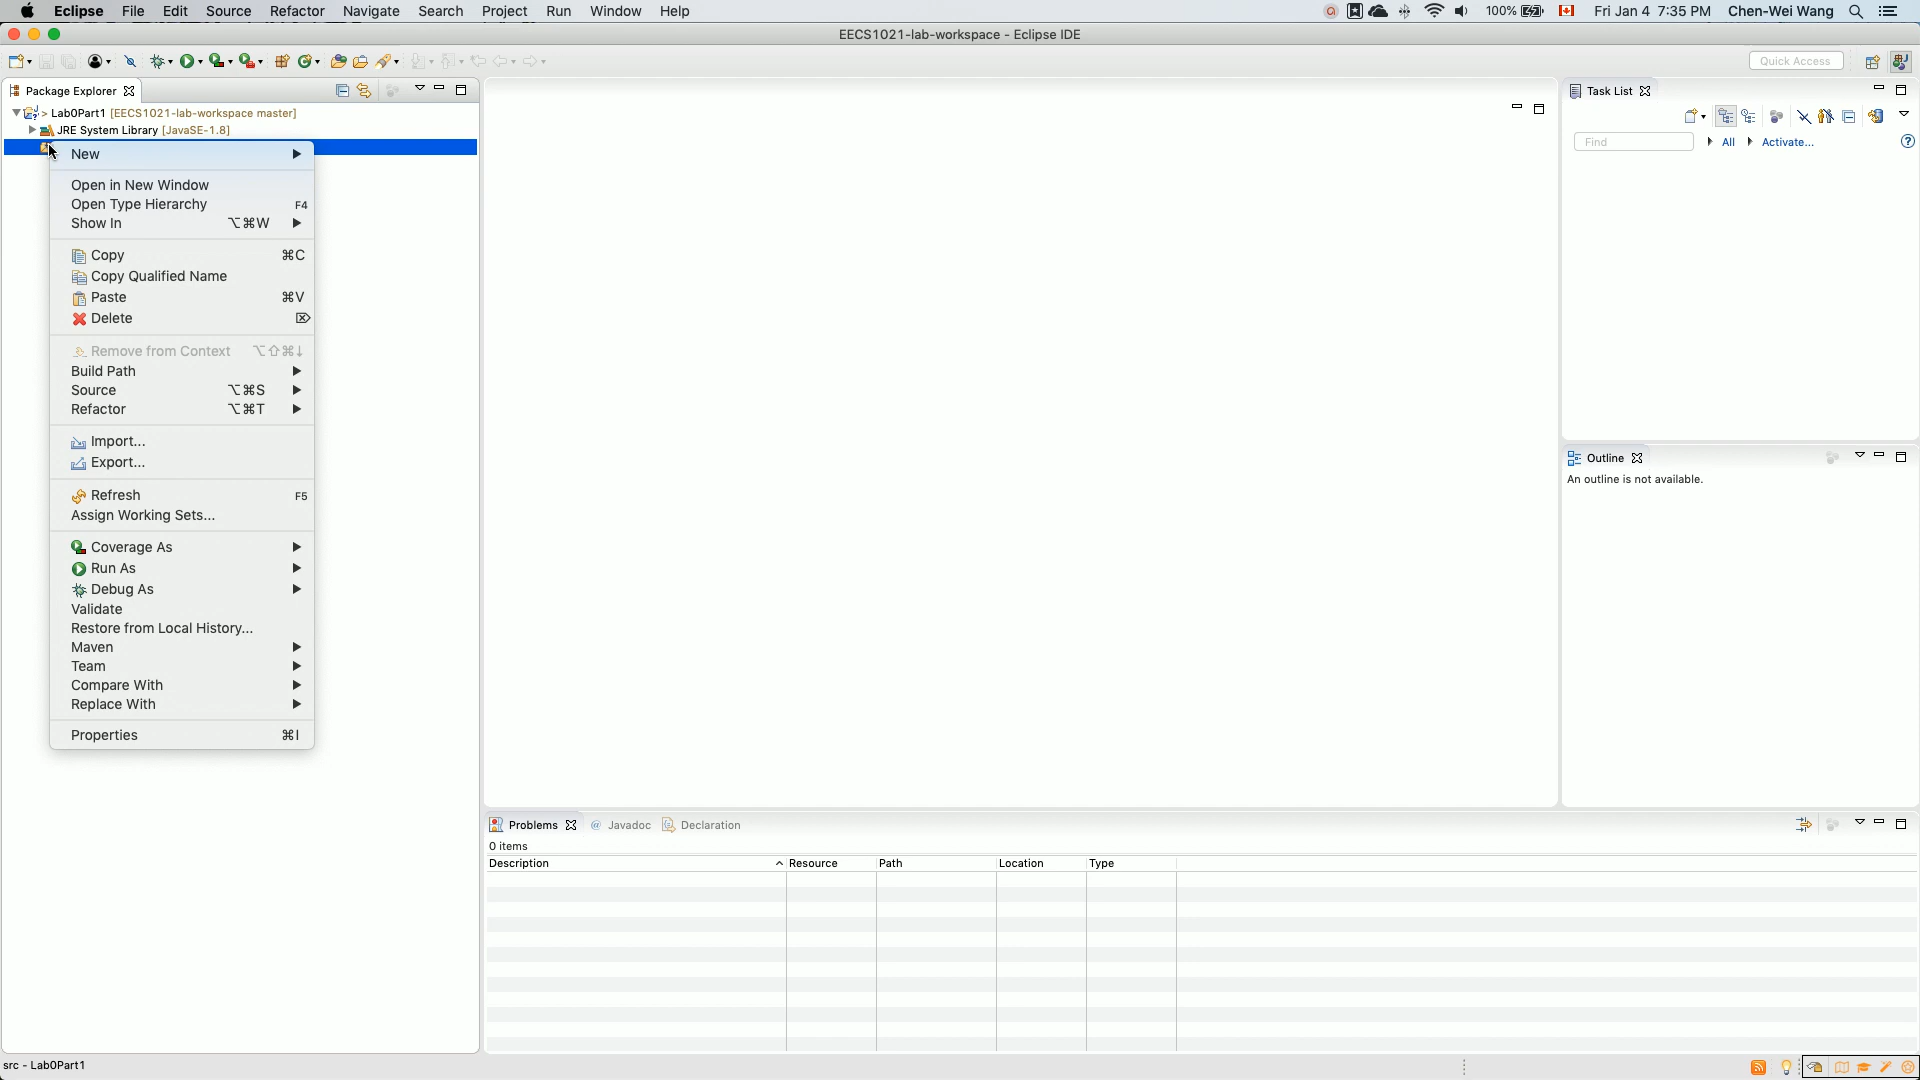 Eclipse File Edit Source Refactor Navigate Search Project Run Window Help 100% Fri Jan 4 7:35 PM Chen-Wei Wang
EECS1021-lab-workspace - Eclipse IDE
Quick Access
Package Explorer
> Lab0Part1 [EECS1021-lab-workspace master]
JRE System Library [JavaSE-1.8]
New
Open in New Window
Open Type Hierarchy F4
Show In ⌥⌘W
Copy ⌘C
Copy Qualified Name
Paste ⌘V
Delete ⌦
Remove from Context ⌥⇧⌘↓
Build Path
Source ⌥⌘S
Refactor ⌥⌘T
Import...
Export...
Refresh F5
Assign Working Sets...
Coverage As
Run As
Debug As
Validate
Restore from Local History...
Maven
Team
Compare With
Replace With
Properties ⌘I
Task List
Find All Activate...
Outline
An outline is not available.
Problems @ Javadoc Declaration
0 items
Description Resource Path Location Type
src - Lab0Part1